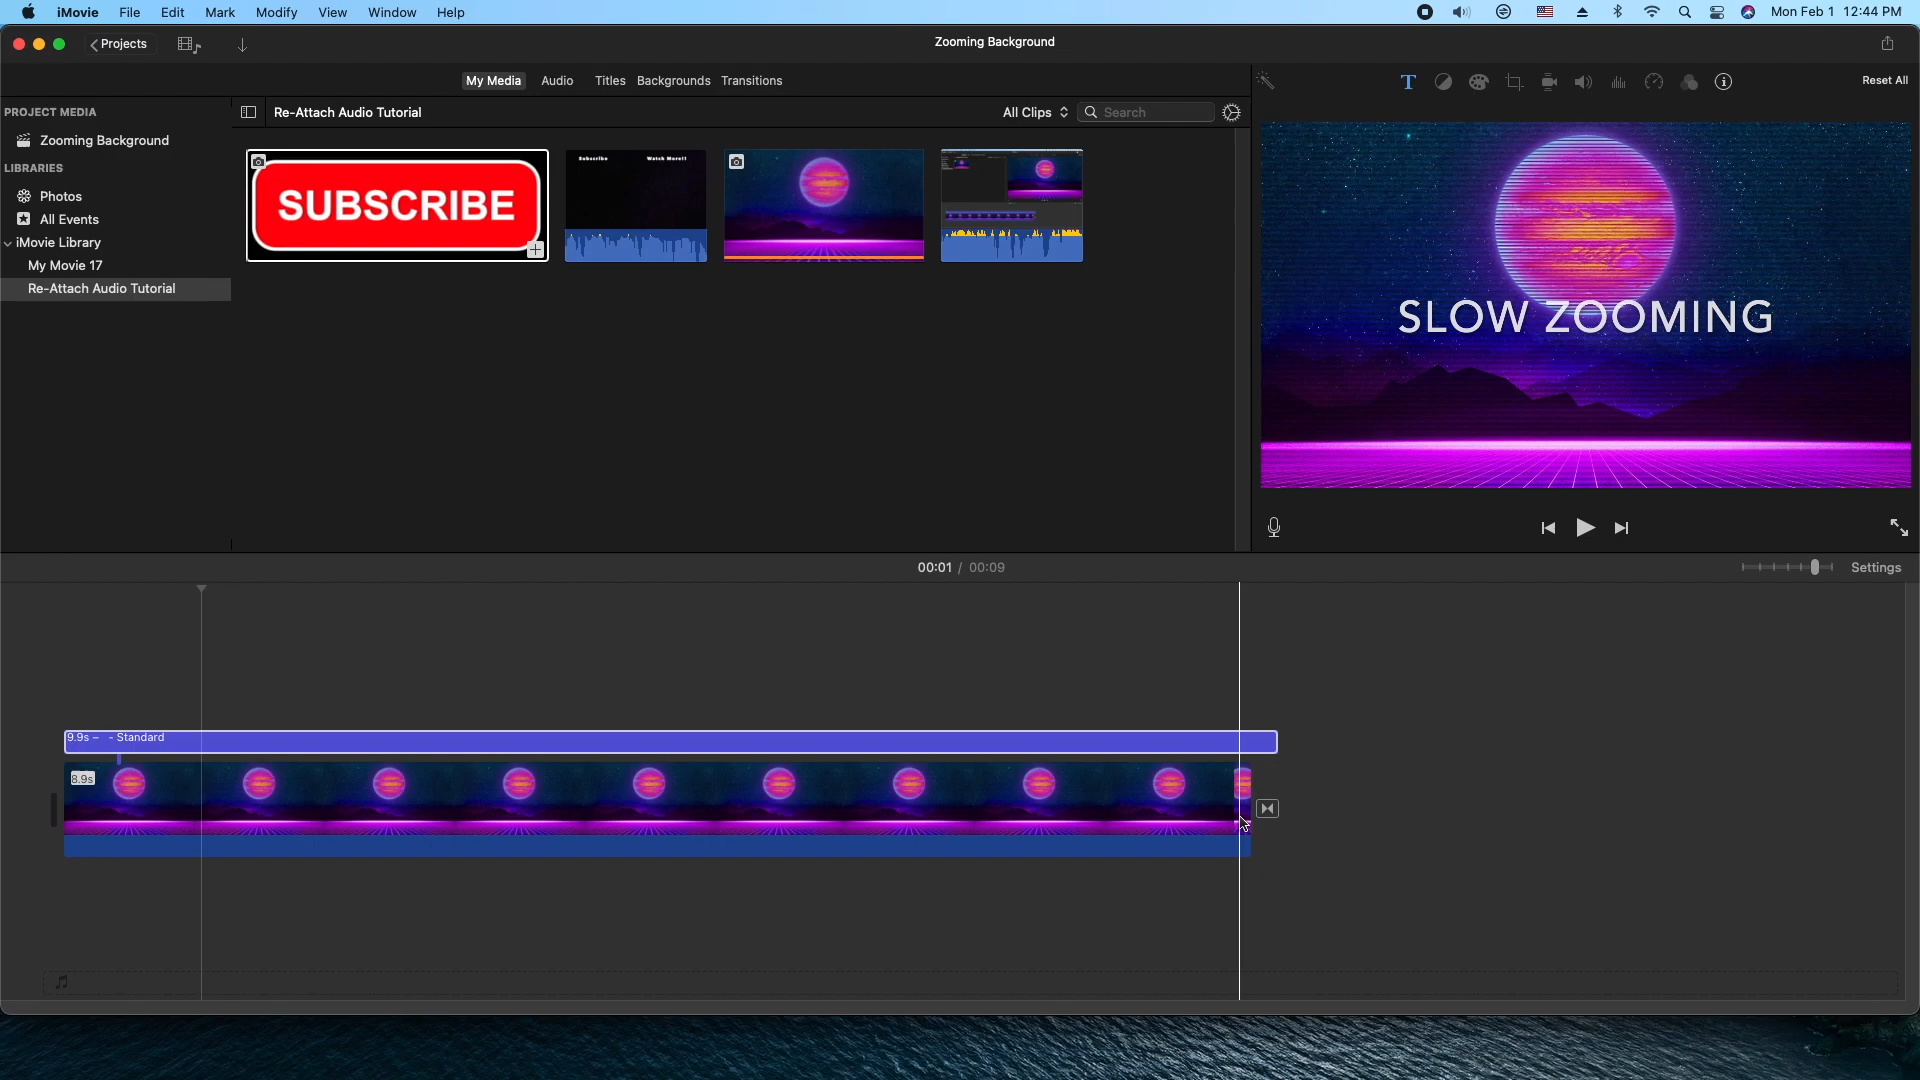 iMovie File Edit Mark Modify View Window Help Mon Feb 1 12:44 PM
Projects Zooming Background
My Media Audio Titles Backgrounds Transitions T Reset All
PROJECT MEDIA Re-Attach Audio Tutorial All Clips Search
Zooming Background
LIBRARIES
Photos
All Events
iMovie Library
My Movie 17
Re-Attach Audio Tutorial
SUBSCRIBE
Subscribe Watch More!!
SLOW ZOOMING
00:01 / 00:09 Settings
9.9s – - Standard
8.9s